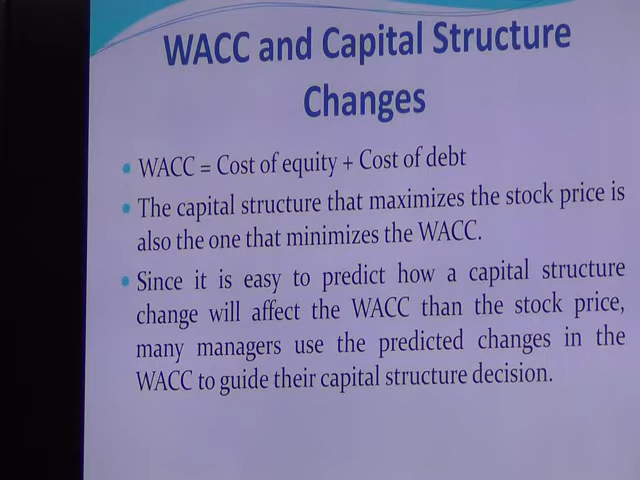 WACC and Capital Structure
Changes
WACC = Cost of equity + Cost of debt
The capital structure that maximizes the stock price is
also the one that minimizes the WACC.
Since it is easy to predict how a capital structure
change will affect the WACC than the stock price,
many managers use the predicted changes in the
WACC to guide their capital structure decision.